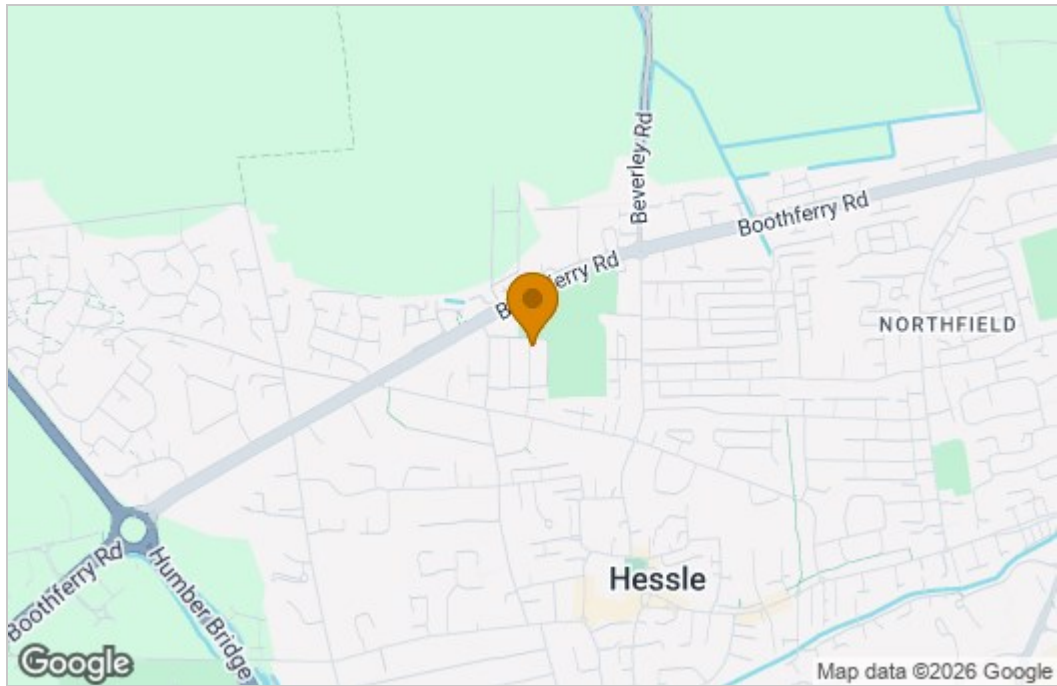 Beverley Rd
Boothferry Rd
Boothferry Rd
NORTHFIELD
Hessle
Boothferry Rd
Humber Bridge
Google
Map data ©2026 Google